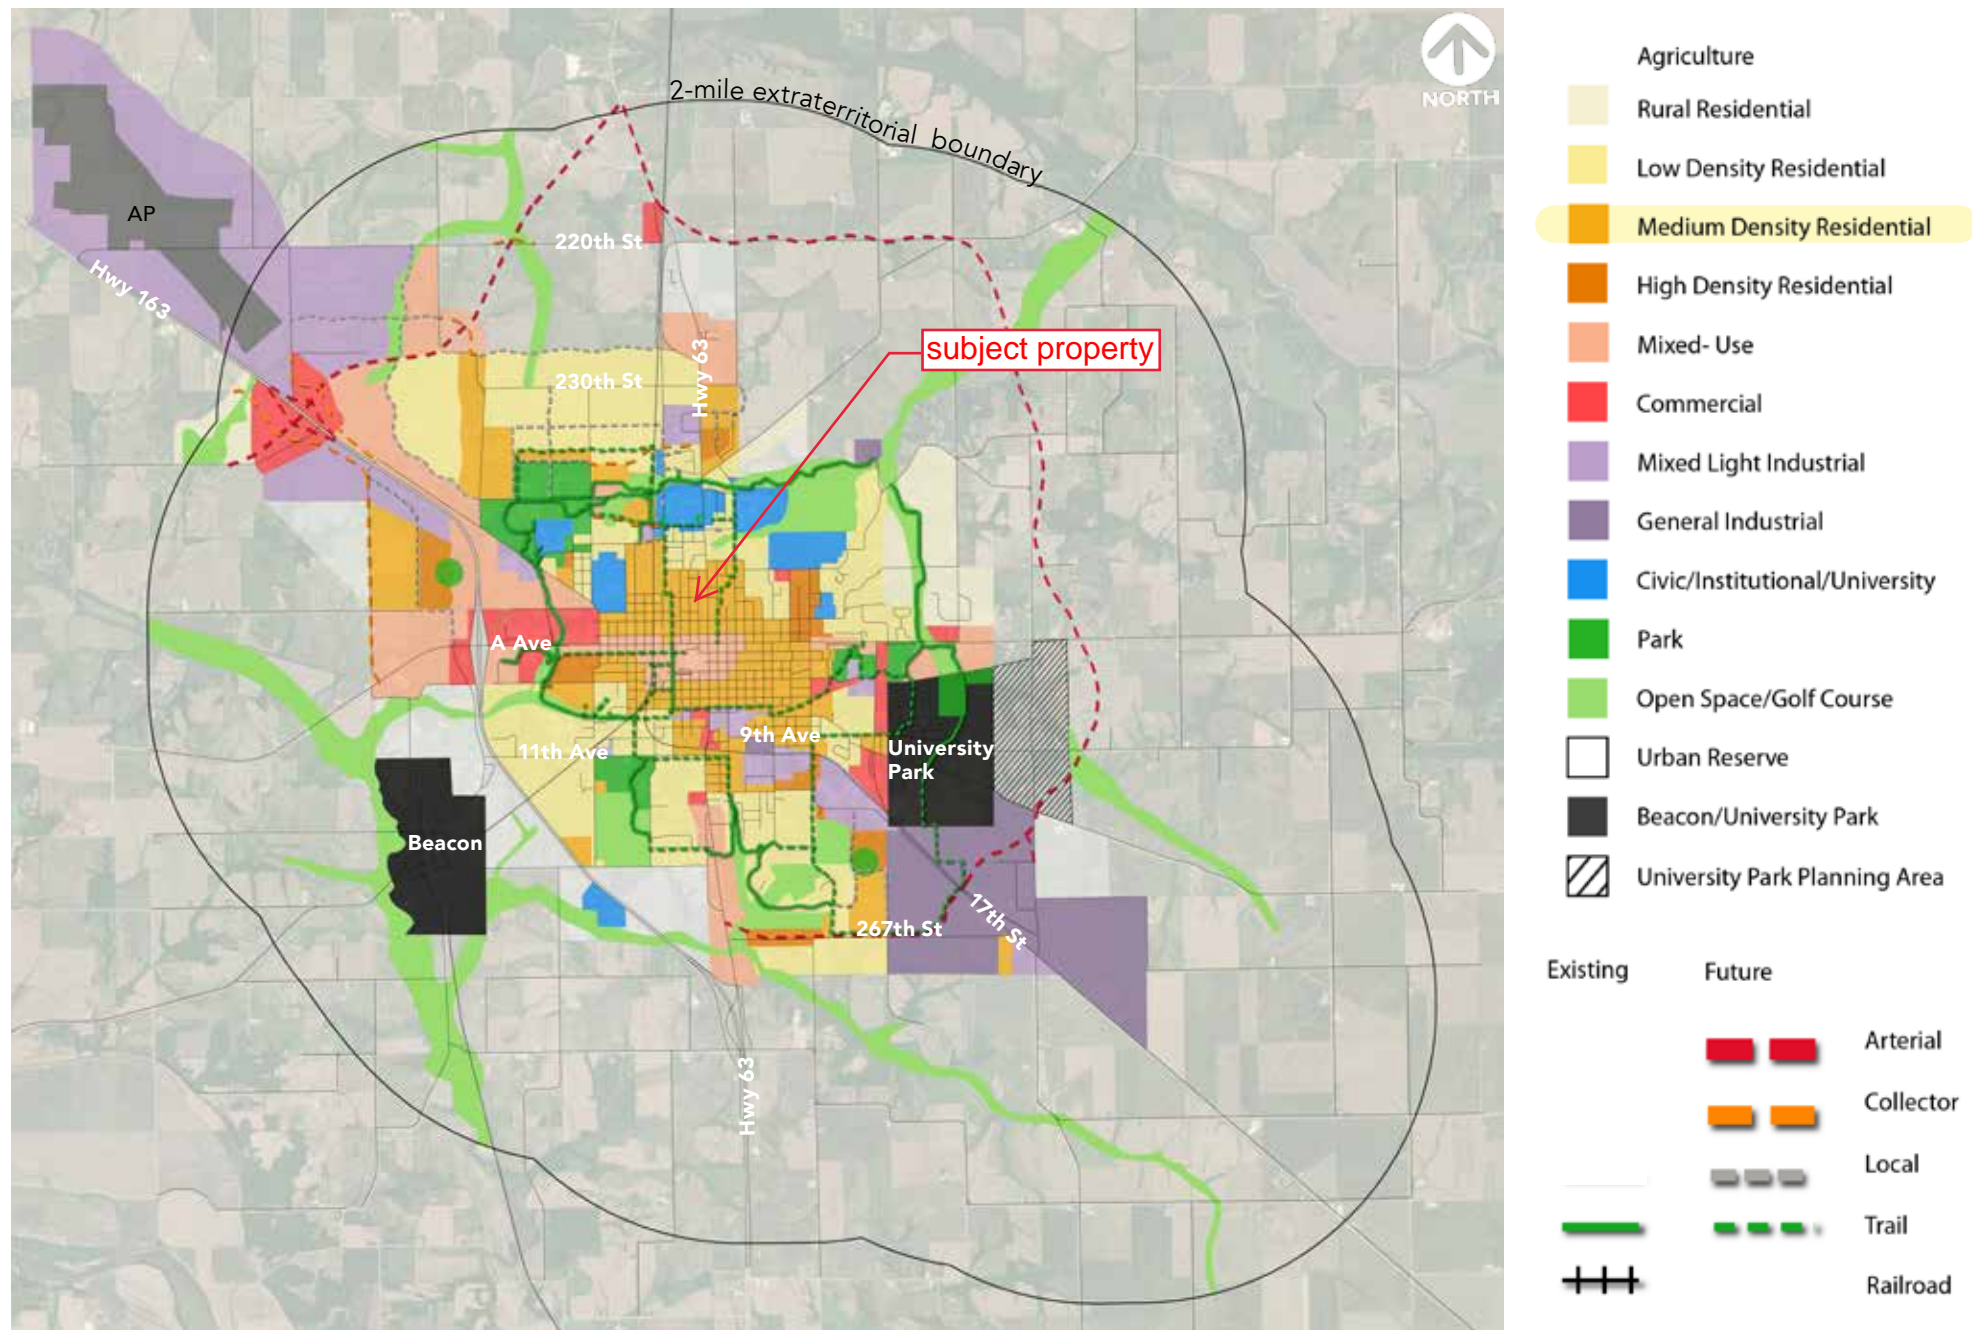 2-mile extraterritorial boundary
NORTH
AP
220th St
Hwy 163
Hwy 63
subject property
230th St
A Ave
11th Ave
9th Ave
University
Park
Beacon
267th St
17th St
Hwy 63
Agriculture
Rural Residential
Low Density Residential
Medium Density Residential
High Density Residential
Mixed- Use
Commercial
Mixed Light Industrial
General Industrial
Civic/Institutional/University
Park
Open Space/Golf Course
Urban Reserve
Beacon/University Park
University Park Planning Area
Existing Future
Arterial
Collector
Local
Trail
Railroad